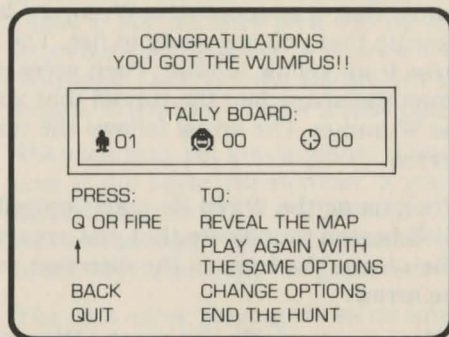 CONGRATULATIONS
YOU GOT THE WUMPUS!!
TALLY BOARD:
01 00 00
PRESS: TO:
Q OR FIRE REVEAL THE MAP
↑ PLAY AGAIN WITH
THE SAME OPTIONS
BACK CHANGE OPTIONS
QUIT END THE HUNT